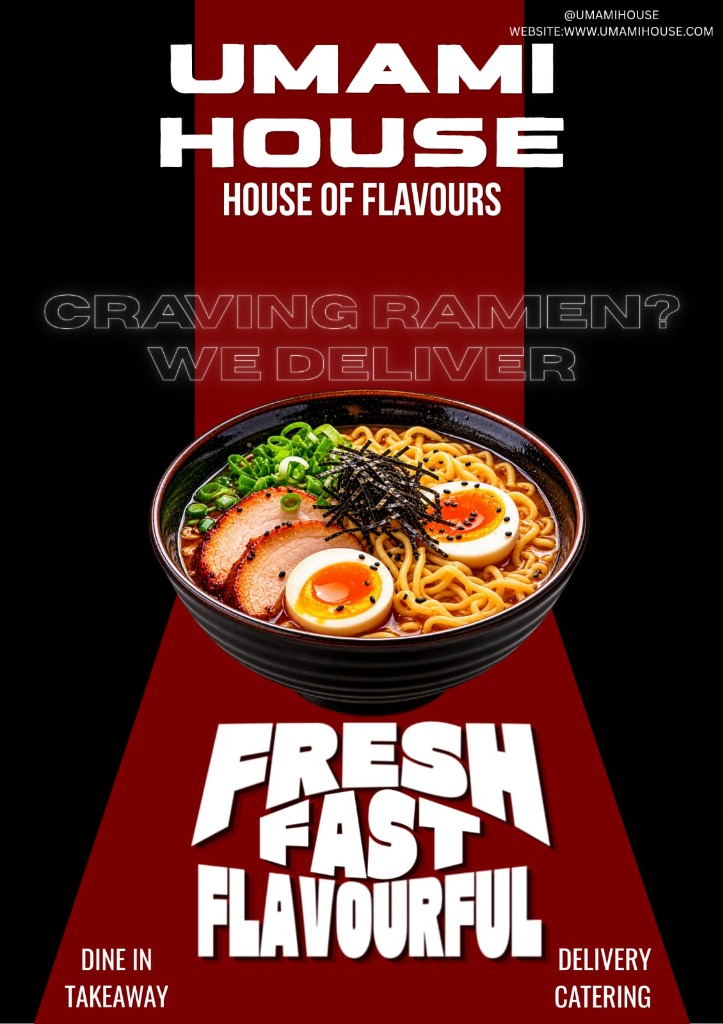 @UMAMIHOUSE
WEBSITE:WWW.UMAMIHOUSE.COM
UMAMI
HOUSE
HOUSE OF FLAVOURS
CRAVING RAMEN?
WE DELIVER
FRESH
FAST
FLAVOURFUL
DINE IN
TAKEAWAY
DELIVERY
CATERING